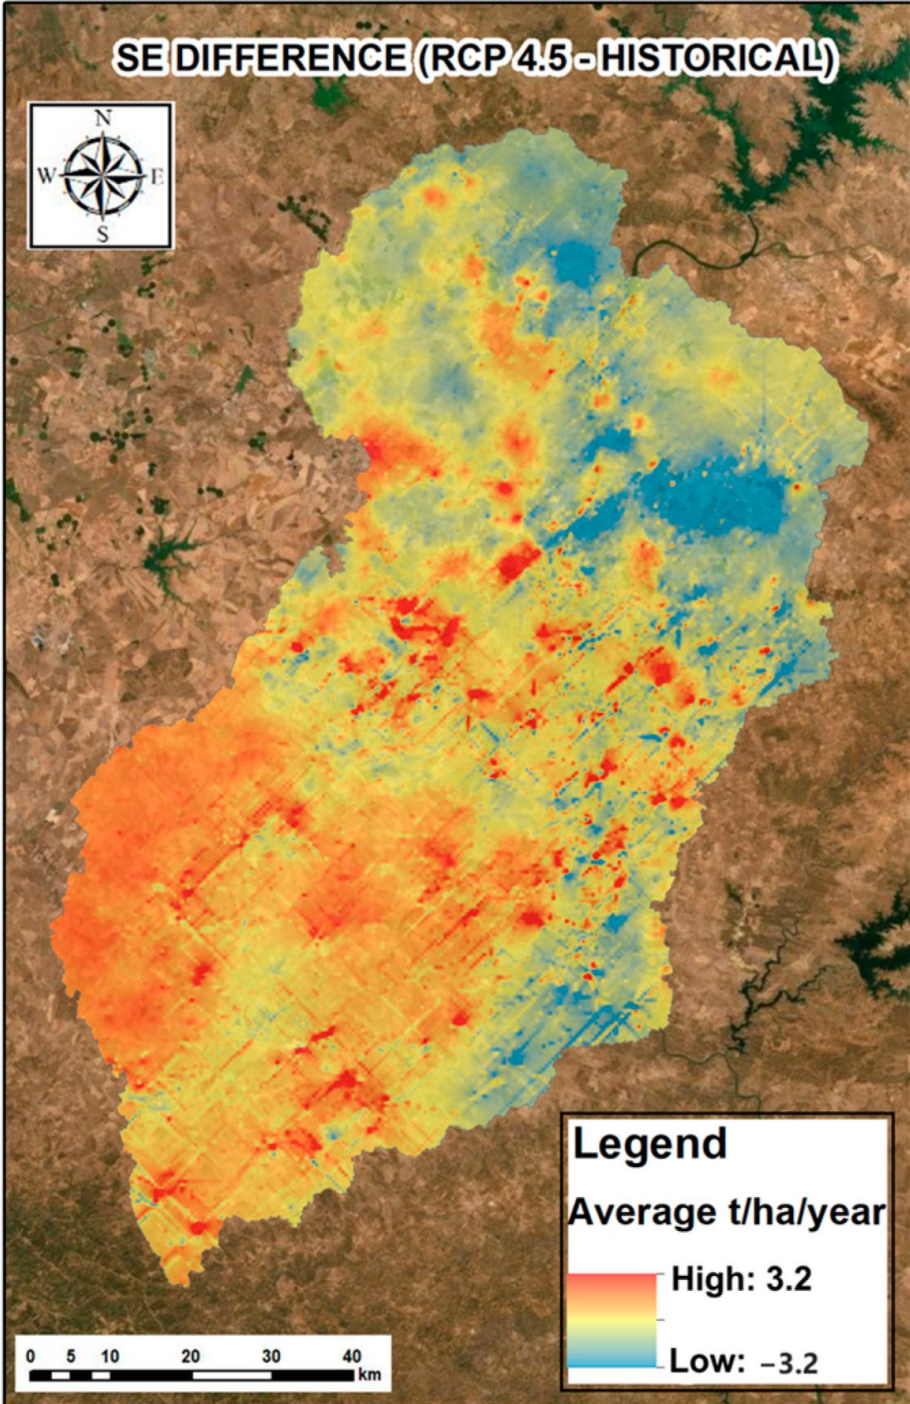 SE DIFFERENCE (RCP 4.5 - HISTORICAL)
N
W E
S
Legend
Average t/ha/year
High: 3.2
Low: −3.2
0 5 10 20 30 40
km